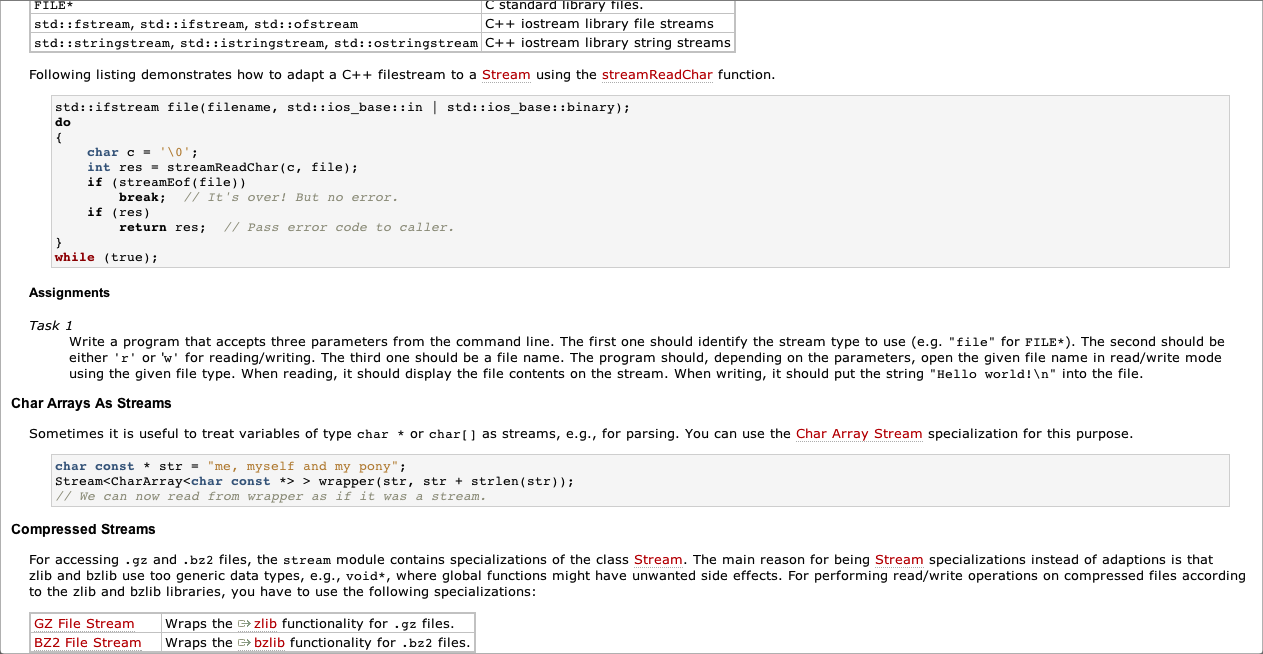 FILE* C standard library files.
std::fstream, std::ifstream, std::ofstream C++ iostream library file streams
std::stringstream, std::istringstream, std::ostringstream C++ iostream library string streams
Following listing demonstrates how to adapt a C++ filestream to a Stream using the streamReadChar function.
std::ifstream file(filename, std::ios_base::in | std::ios_base::binary);
do
{
    char c = '\0';
    int res = streamReadChar(c, file);
    if (streamEof(file))
        break;  // It's over! But no error.
    if (res)
        return res;  // Pass error code to caller.
}
while (true);
Assignments
Task 1
Write a program that accepts three parameters from the command line. The first one should identify the stream type to use (e.g. "file" for FILE*). The second should be
either 'r' or 'w' for reading/writing. The third one should be a file name. The program should, depending on the parameters, open the given file name in read/write mode
using the given file type. When reading, it should display the file contents on the stream. When writing, it should put the string "Hello world!\n" into the file.
Char Arrays As Streams
Sometimes it is useful to treat variables of type char * or char[] as streams, e.g., for parsing. You can use the Char Array Stream specialization for this purpose.
char const * str = "me, myself and my pony";
Stream<CharArray<char const *> > wrapper(str, str + strlen(str));
// We can now read from wrapper as if it was a stream.
Compressed Streams
For accessing .gz and .bz2 files, the stream module contains specializations of the class Stream. The main reason for being Stream specializations instead of adaptions is that
zlib and bzlib use too generic data types, e.g., void*, where global functions might have unwanted side effects. For performing read/write operations on compressed files according
to the zlib and bzlib libraries, you have to use the following specializations:
GZ File Stream Wraps the zlib functionality for .gz files.
BZ2 File Stream Wraps the bzlib functionality for .bz2 files.